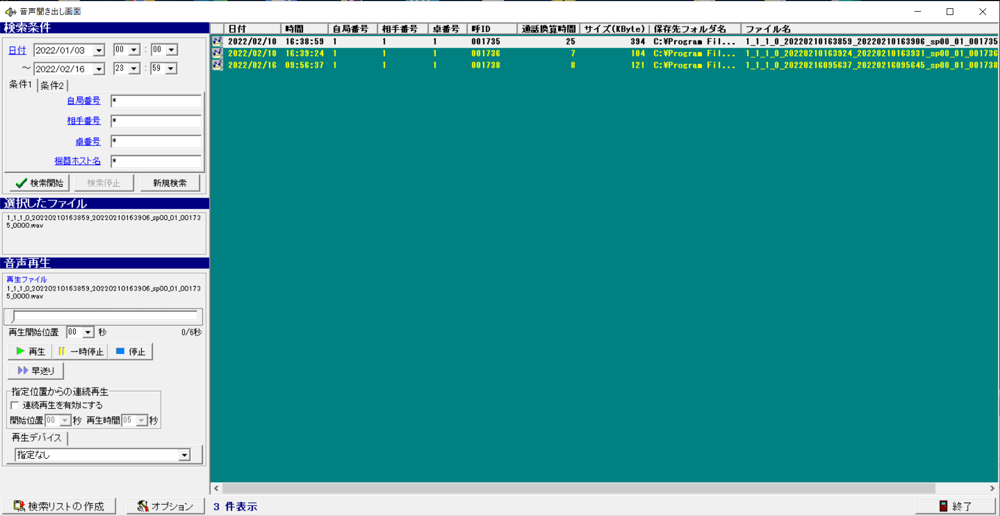 音声聞き出し画面
検索条件
日付 2022/01/03 00 : 00
～ 2022/02/16 23 : 59
条件1 条件2
自局番号 *
相手番号 *
卓番号 *
機器ホスト名 *
検索開始 検索停止 新規検索
選択したファイル
1_1_1_0_20220210163859_20220210163906_sp00_01_00173
5_0000.wav
音声再生
再生ファイル
1_1_1_0_20220210163859_20220210163906_sp00_01_00173
5_0000.wav
再生開始位置 00 秒 0/6秒
再生 一時停止 停止
早送り
指定位置からの連続再生
連続再生を有効にする
開始位置 00 秒 再生時間 05 秒
再生デバイス
指定なし
検索リストの作成 オプション 3 件表示 終了
日付 時間 自局番号 相手番号 卓番号 呼ID 通話換算時間 サイズ(KByte) 保存先フォルダ名 ファイル名
2022/02/10 16:38:59 1 1 1 001735 25 394 C:¥Program Fil... 1_1_1_0_20220210163859_20220210163906_sp00_01_001735
2022/02/10 16:39:24 1 1 1 001736 7 104 C:¥Program Fil... 1_1_1_0_20220210163924_20220210163931_sp00_01_001736
2022/02/16 09:56:37 1 1 1 001738 8 121 C:¥Program Fil... 1_1_1_0_20220216095637_20220216095645_sp00_01_001738